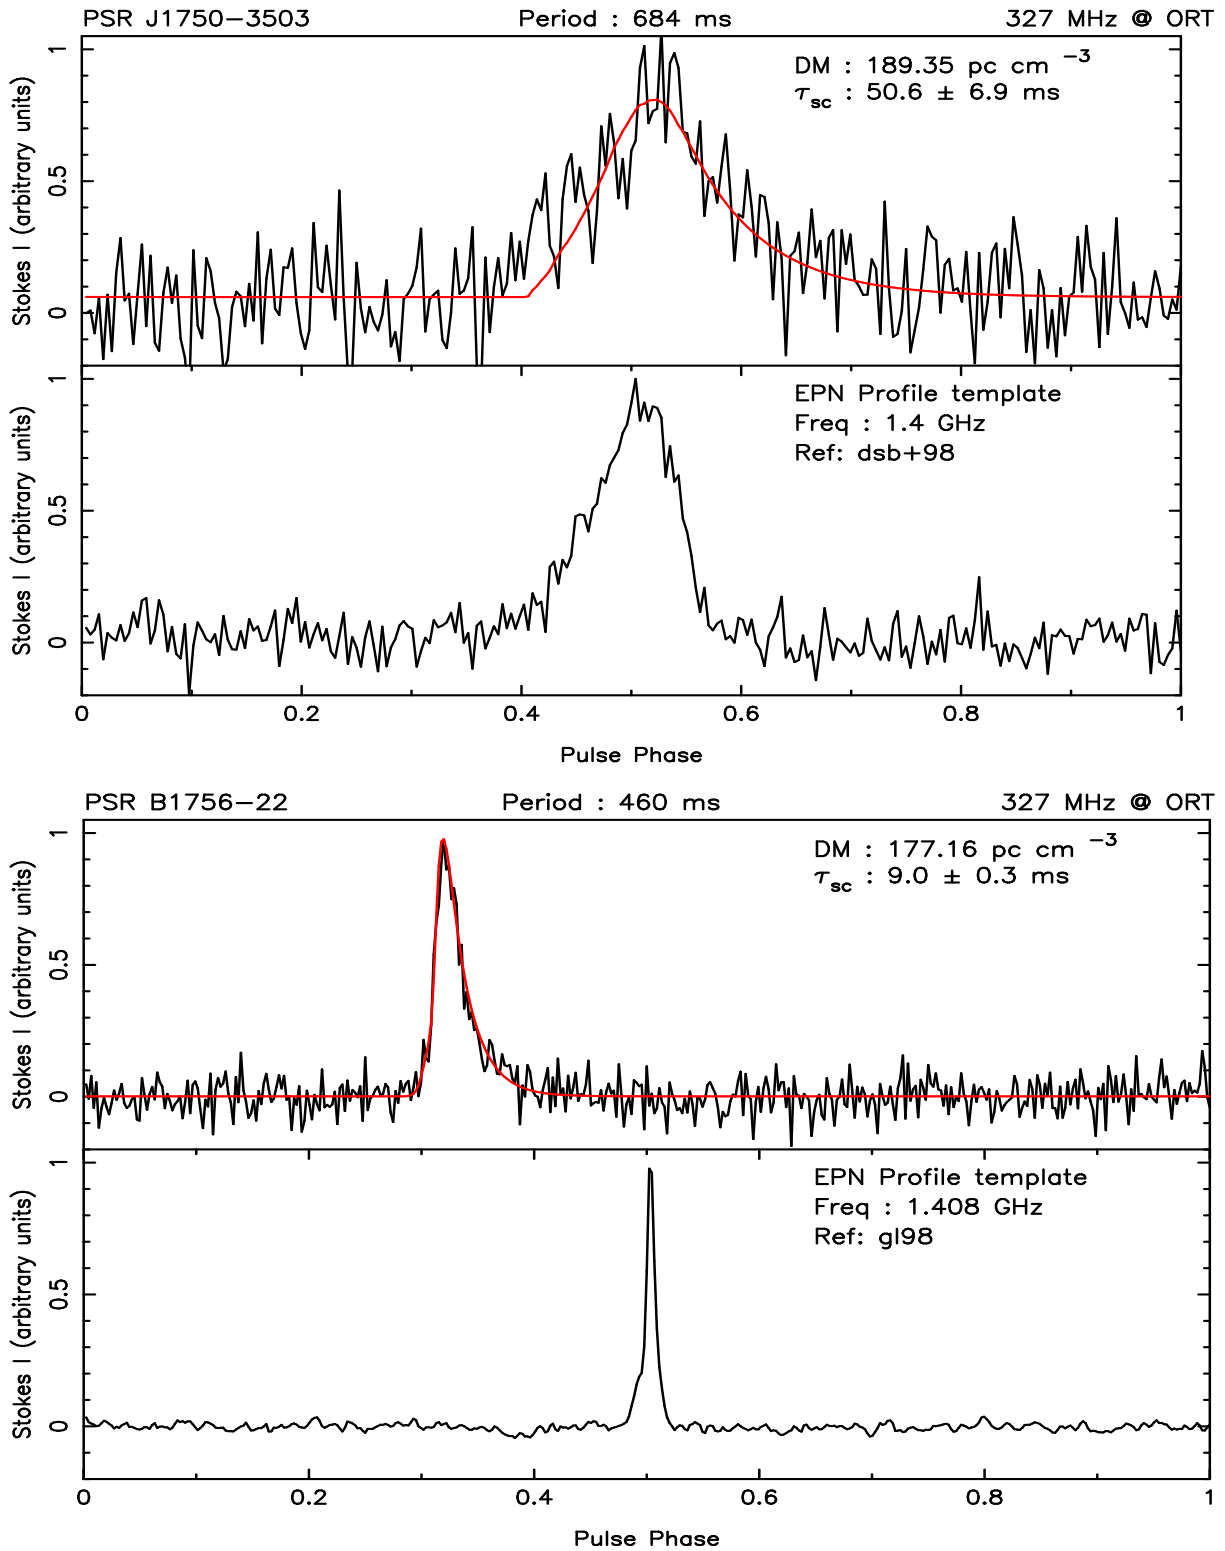 PSR J1750−3503 Period : 684 ms 327 MHz @ ORT
DM : 189.35 pc cm −3
τsc : 50.6 ± 6.9 ms
Stokes I (arbitrary units)
1
0.5
0
EPN Profile template
Freq : 1.4 GHz
Ref: dsb+98
Stokes I (arbitrary units)
1
0.5
0
0 0.2 0.4 0.6 0.8 1
Pulse Phase
PSR B1756−22 Period : 460 ms 327 MHz @ ORT
DM : 177.16 pc cm −3
τsc : 9.0 ± 0.3 ms
Stokes I (arbitrary units)
1
0.5
0
EPN Profile template
Freq : 1.408 GHz
Ref: gl98
Stokes I (arbitrary units)
1
0.5
0
0 0.2 0.4 0.6 0.8 1
Pulse Phase